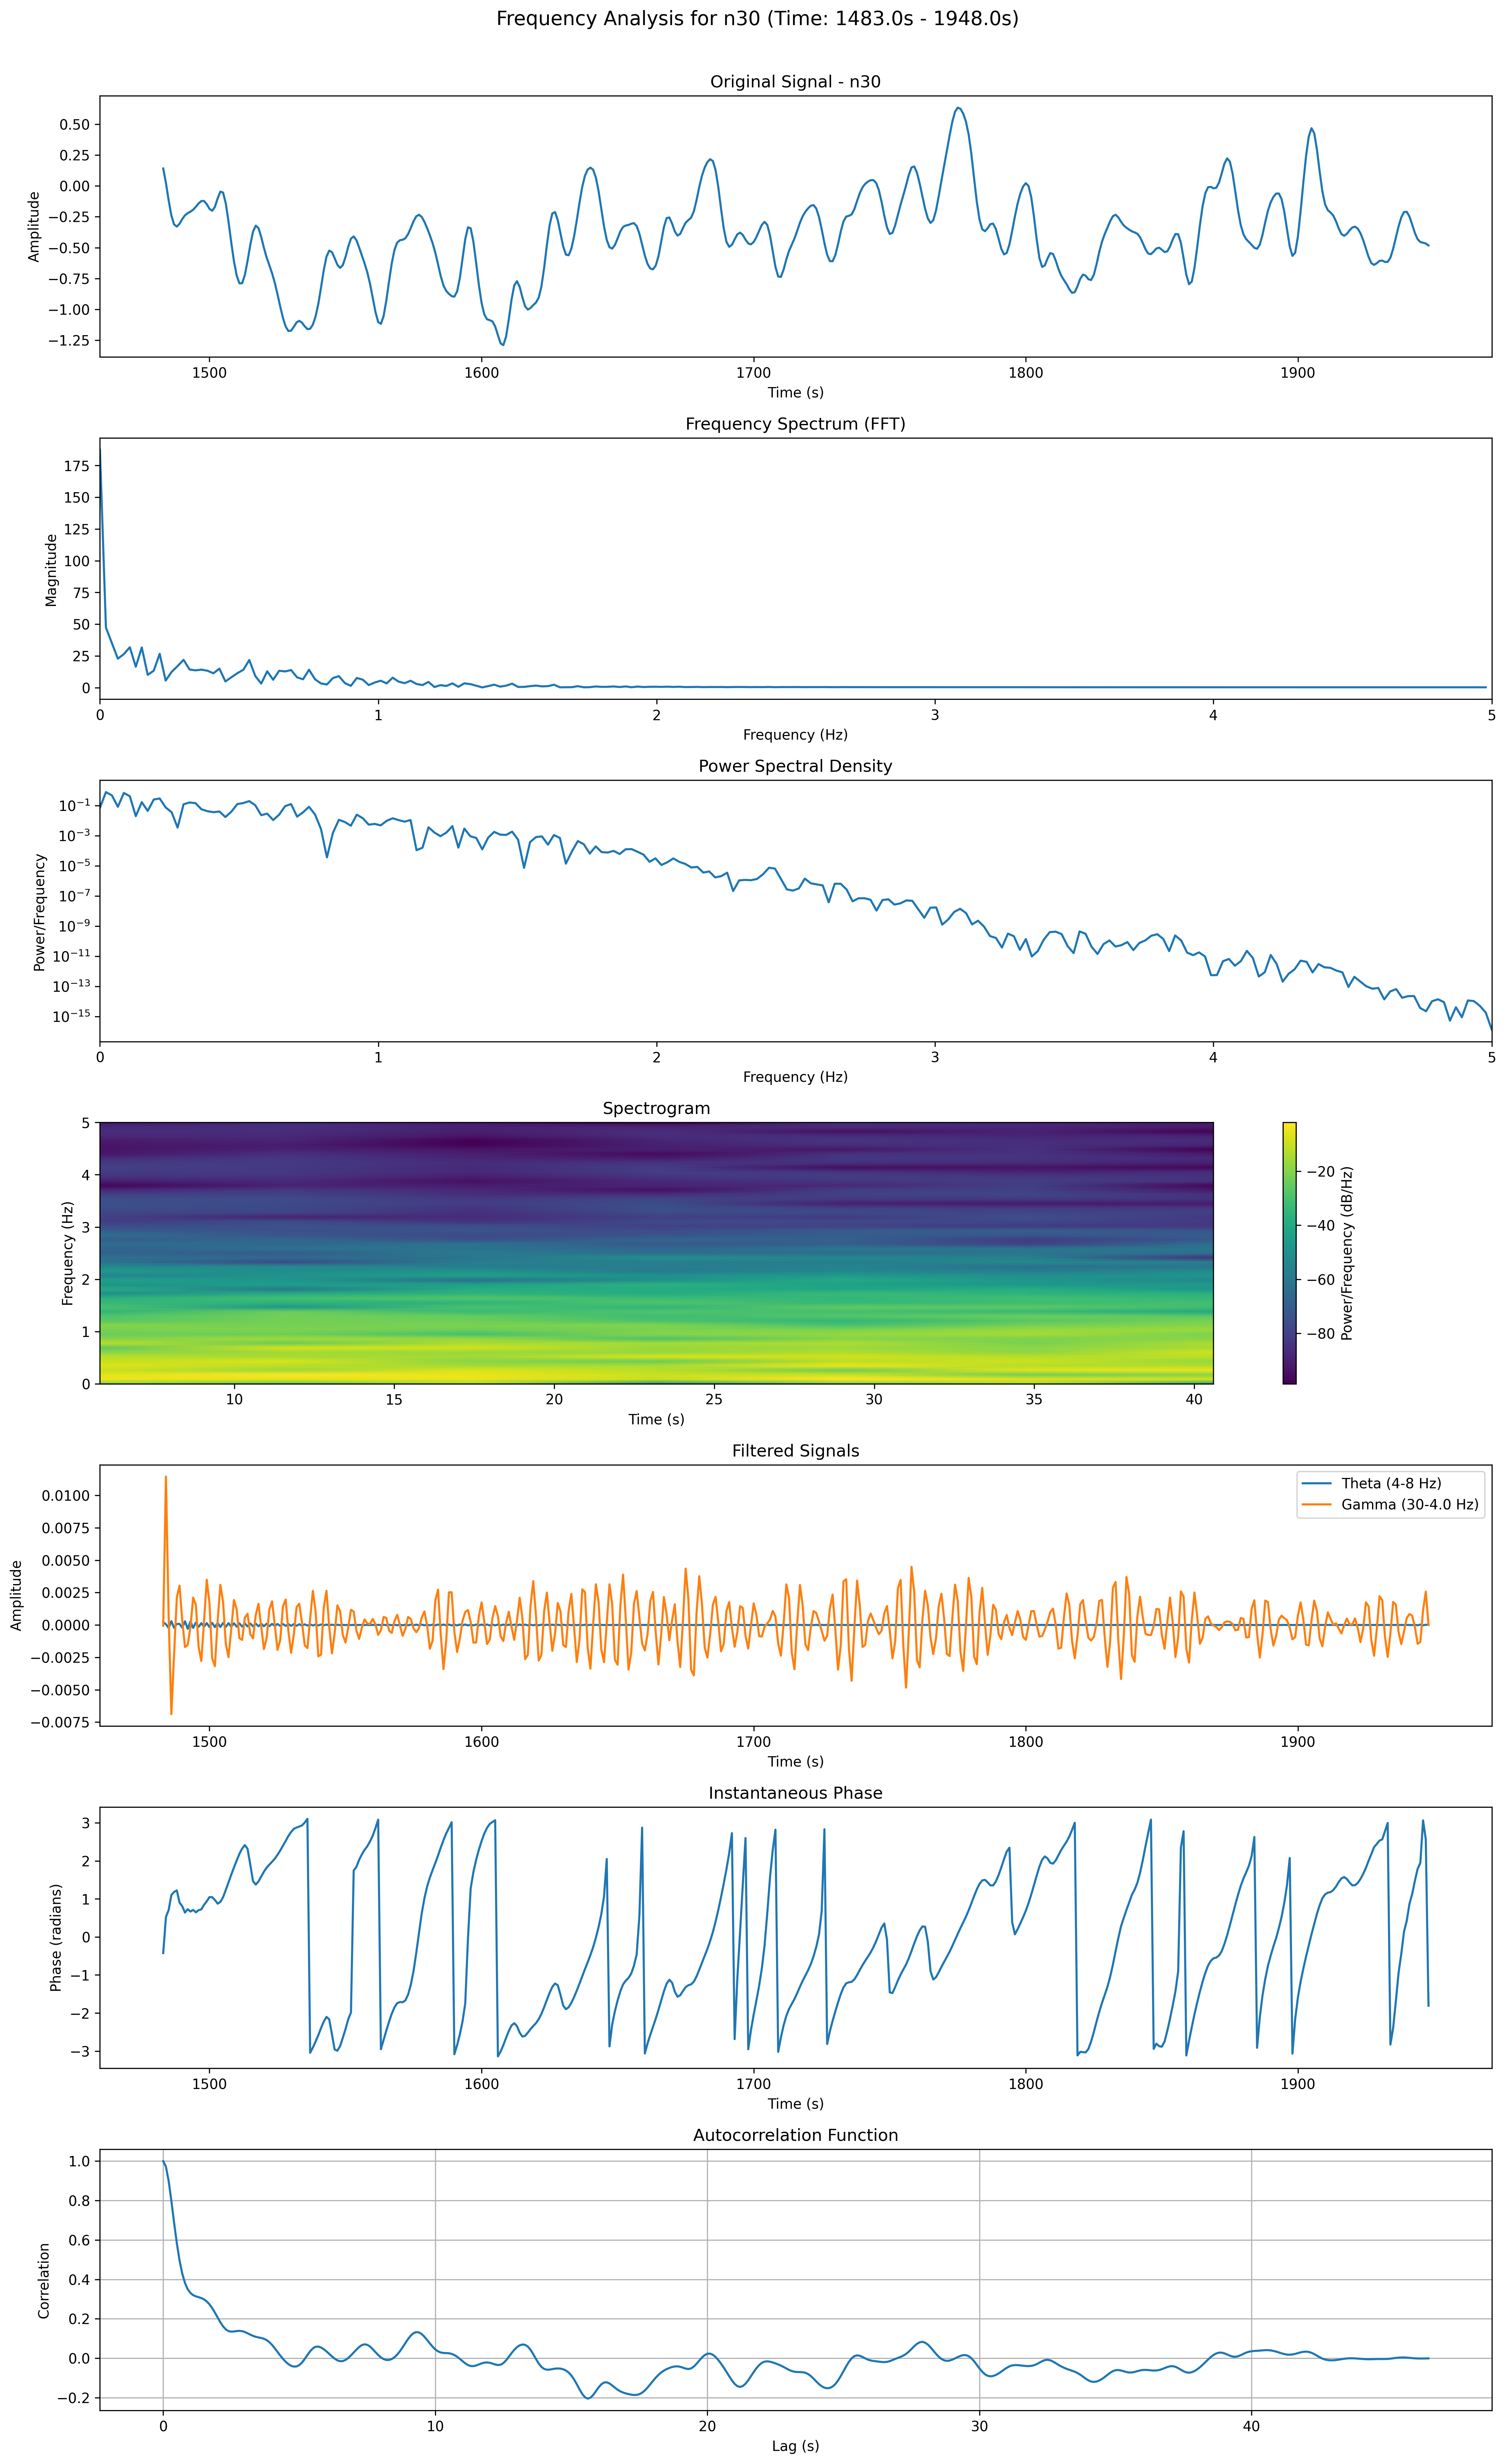 Frequency Analysis for n30 (Time: 1483.0s - 1948.0s)
Original Signal - n30
Amplitude
0.50
0.25
0.00
−0.25
−0.50
−0.75
−1.00
−1.25
1500 1600 1700 1800 1900
Time (s)
Frequency Spectrum (FFT)
Magnitude
175
150
125
100
75
50
25
0
0 1 2 3 4 5
Frequency (Hz)
Power Spectral Density
Power/Frequency
10⁻¹
10⁻³
10⁻⁵
10⁻⁷
10⁻⁹
10⁻¹¹
10⁻¹³
10⁻¹⁵
0 1 2 3 4 5
Frequency (Hz)
Spectrogram
Frequency (Hz)
5
4
3
2
1
0
10 15 20 25 30 35 40
Time (s)
−20
−40
−60
−80
Power/Frequency (dB/Hz)
Filtered Signals
Amplitude
0.0100
0.0075
0.0050
0.0025
0.0000
−0.0025
−0.0050
−0.0075
Theta (4-8 Hz)
Gamma (30-4.0 Hz)
1500 1600 1700 1800 1900
Time (s)
Instantaneous Phase
Phase (radians)
3
2
1
0
−1
−2
−3
1500 1600 1700 1800 1900
Time (s)
Autocorrelation Function
Correlation
1.0
0.8
0.6
0.4
0.2
0.0
−0.2
0 10 20 30 40
Lag (s)